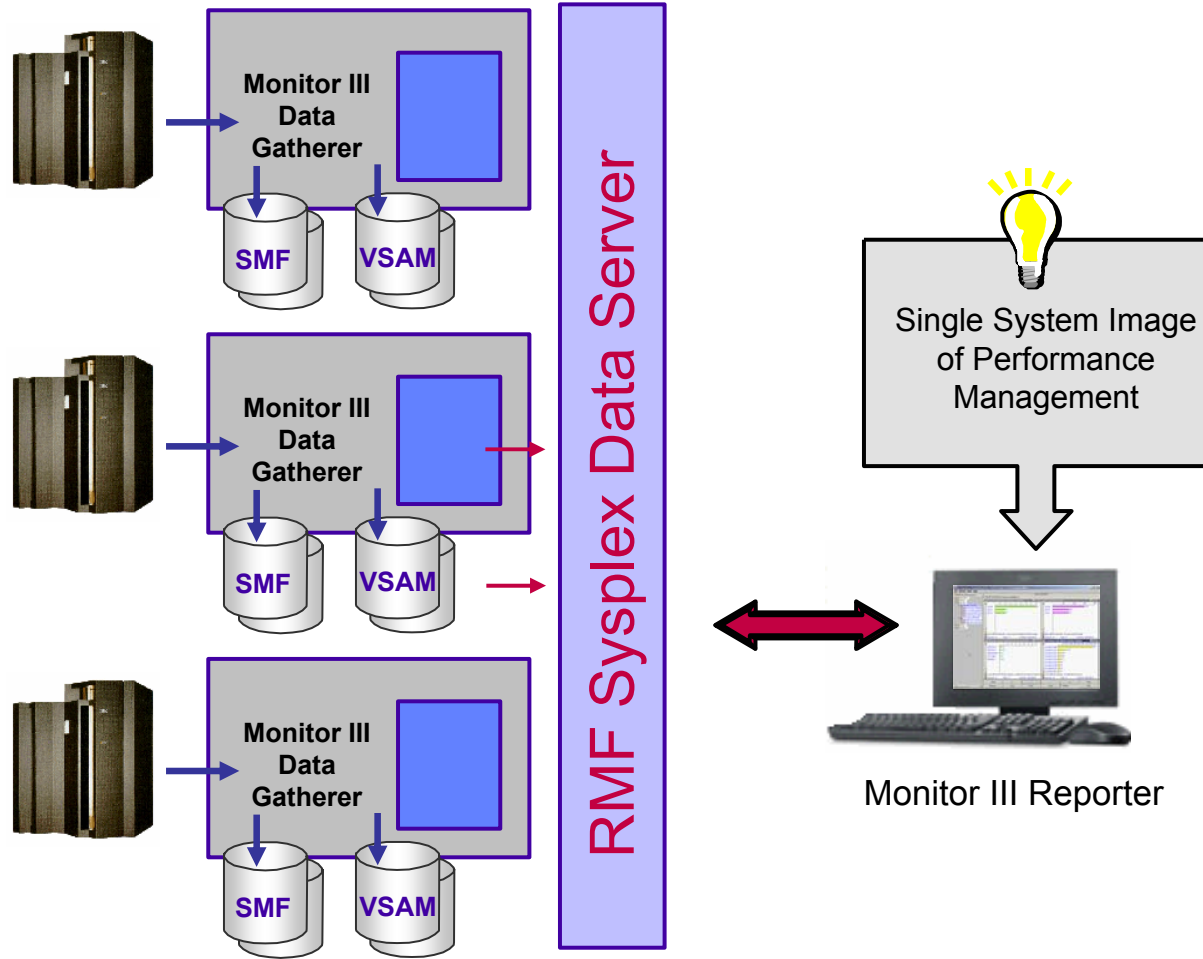 Monitor III
Data
Gatherer
SMF
VSAM
Monitor III
Data
Gatherer
SMF
VSAM
Monitor III
Data
Gatherer
SMF
VSAM
RMF Sysplex Data Server
Single System Image
of Performance
Management
Monitor III Reporter